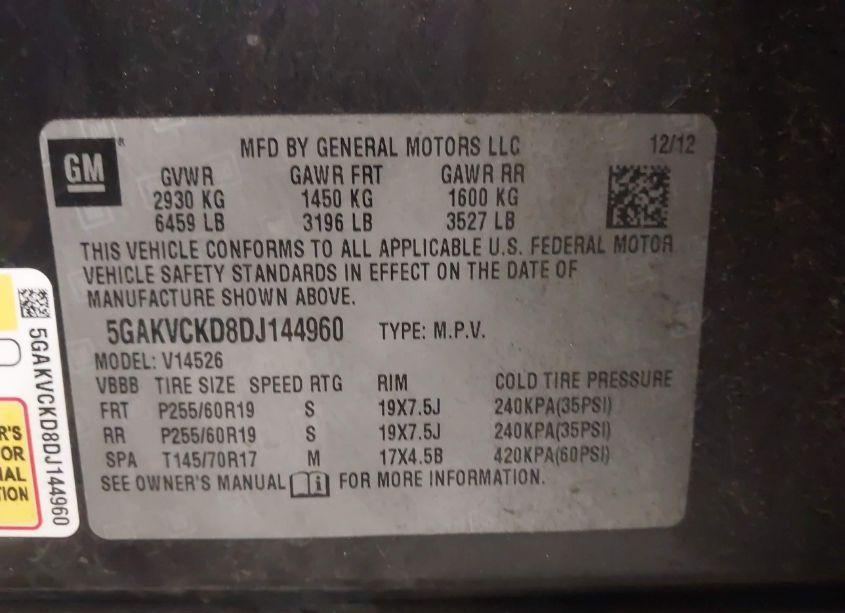 GM
MFD BY GENERAL MOTORS LLC 12/12
GVWR GAWR FRT GAWR RR
2930 KG 1450 KG 1600 KG
6459 LB 3196 LB 3527 LB
THIS VEHICLE CONFORMS TO ALL APPLICABLE U.S. FEDERAL MOTOR
VEHICLE SAFETY STANDARDS IN EFFECT ON THE DATE OF
MANUFACTURE SHOWN ABOVE.
5GAKVCKD8DJ144960 TYPE: M.P.V.
MODEL: V14526
VBBB TIRE SIZE SPEED RTG RIM COLD TIRE PRESSURE
FRT P255/60R19 S 19X7.5J 240KPA(35PSI)
RR P255/60R19 S 19X7.5J 240KPA(35PSI)
SPA T145/70R17 M 17X4.5B 420KPA(60PSI)
SEE OWNER'S MANUAL FOR MORE INFORMATION.
5GAKVCKD8DJ144960
R'S
OR
NAL
TION